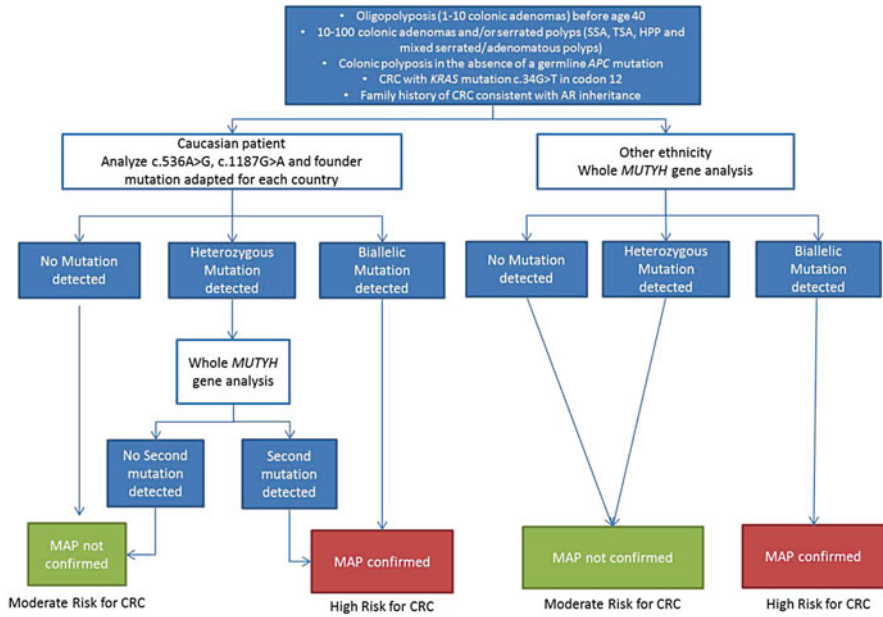 • Oligopolyposis (1-10 colonic adenomas) before age 40
• 10-100 colonic adenomas and/or serrated polyps (SSA, TSA, HPP and
mixed serrated/adenomatous polyps)
• Colonic polyposis in the absence of a germline APC mutation
• CRC with KRAS mutation c.34G>T in codon 12
• Family history of CRC consistent with AR inheritance
Caucasian patient
Analyze c.536A>G, c.1187G>A and founder
mutation adapted for each country
Other ethnicity
Whole MUTYH gene analysis
No Mutation
detected
Heterozygous
Mutation
detected
Biallelic
Mutation
detected
No Mutation
detected
Heterozygous
Mutation
detected
Biallelic
Mutation
detected
Whole MUTYH
gene analysis
No Second
mutation
detected
Second
mutation
detected
MAP not
confirmed
MAP confirmed
MAP not confirmed
MAP confirmed
Moderate Risk for CRC
High Risk for CRC
Moderate Risk for CRC
High Risk for CRC